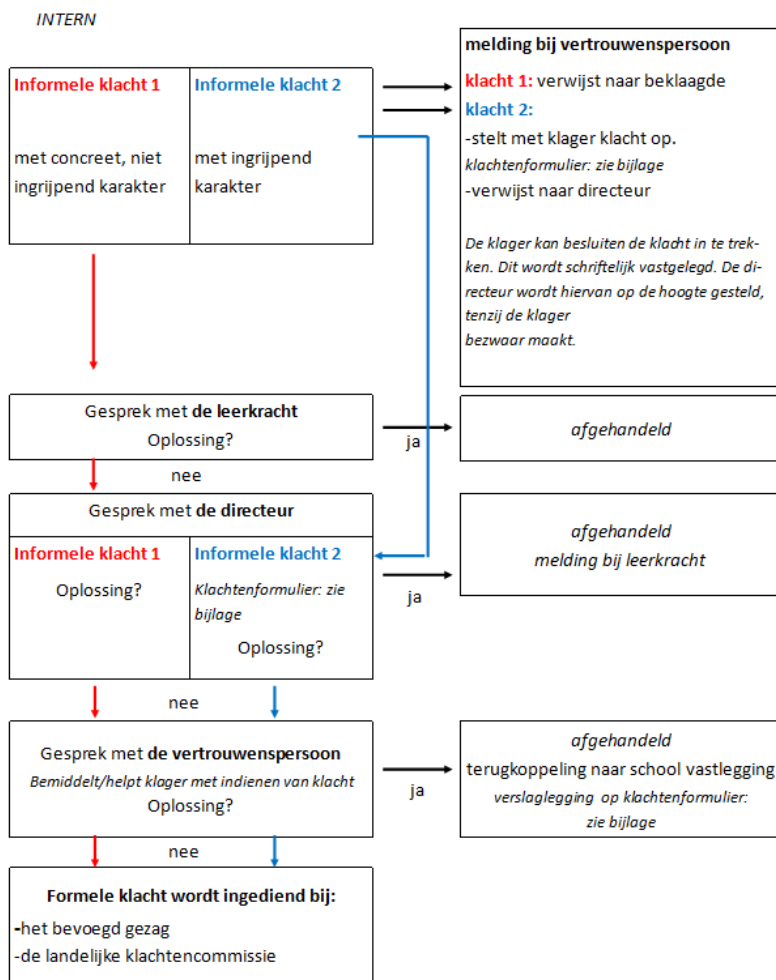 INTERN
Informele klacht 1
met concreet, niet
ingrijpend karakter
Informele klacht 2
met ingrijpend
karakter
melding bij vertrouwenspersoon
klacht 1: verwijst naar beklaagde
klacht 2:
-stelt met klager klacht op.
klachtenformulier: zie bijlage
-verwijst naar directeur
De klager kan besluiten de klacht in te trek-
ken. Dit wordt schriftelijk vastgelegd. De di-
recteur wordt hiervan op de hoogte gesteld,
tenzij de klager
bezwaar maakt.
Gesprek met de leerkracht
Oplossing?
ja
afgehandeld
nee
Gesprek met de directeur
Informele klacht 1
Oplossing?
Informele klacht 2
Klachtenformulier: zie
bijlage
Oplossing?
ja
afgehandeld
melding bij leerkracht
nee
Gesprek met de vertrouwenspersoon
Bemiddelt/helpt klager met indienen van klacht
Oplossing?
ja
afgehandeld
terugkoppeling naar school vastlegging
verslaglegging op klachtenformulier:
zie bijlage
nee
Formele klacht wordt ingediend bij:
-het bevoegd gezag
-de landelijke klachtencommissie